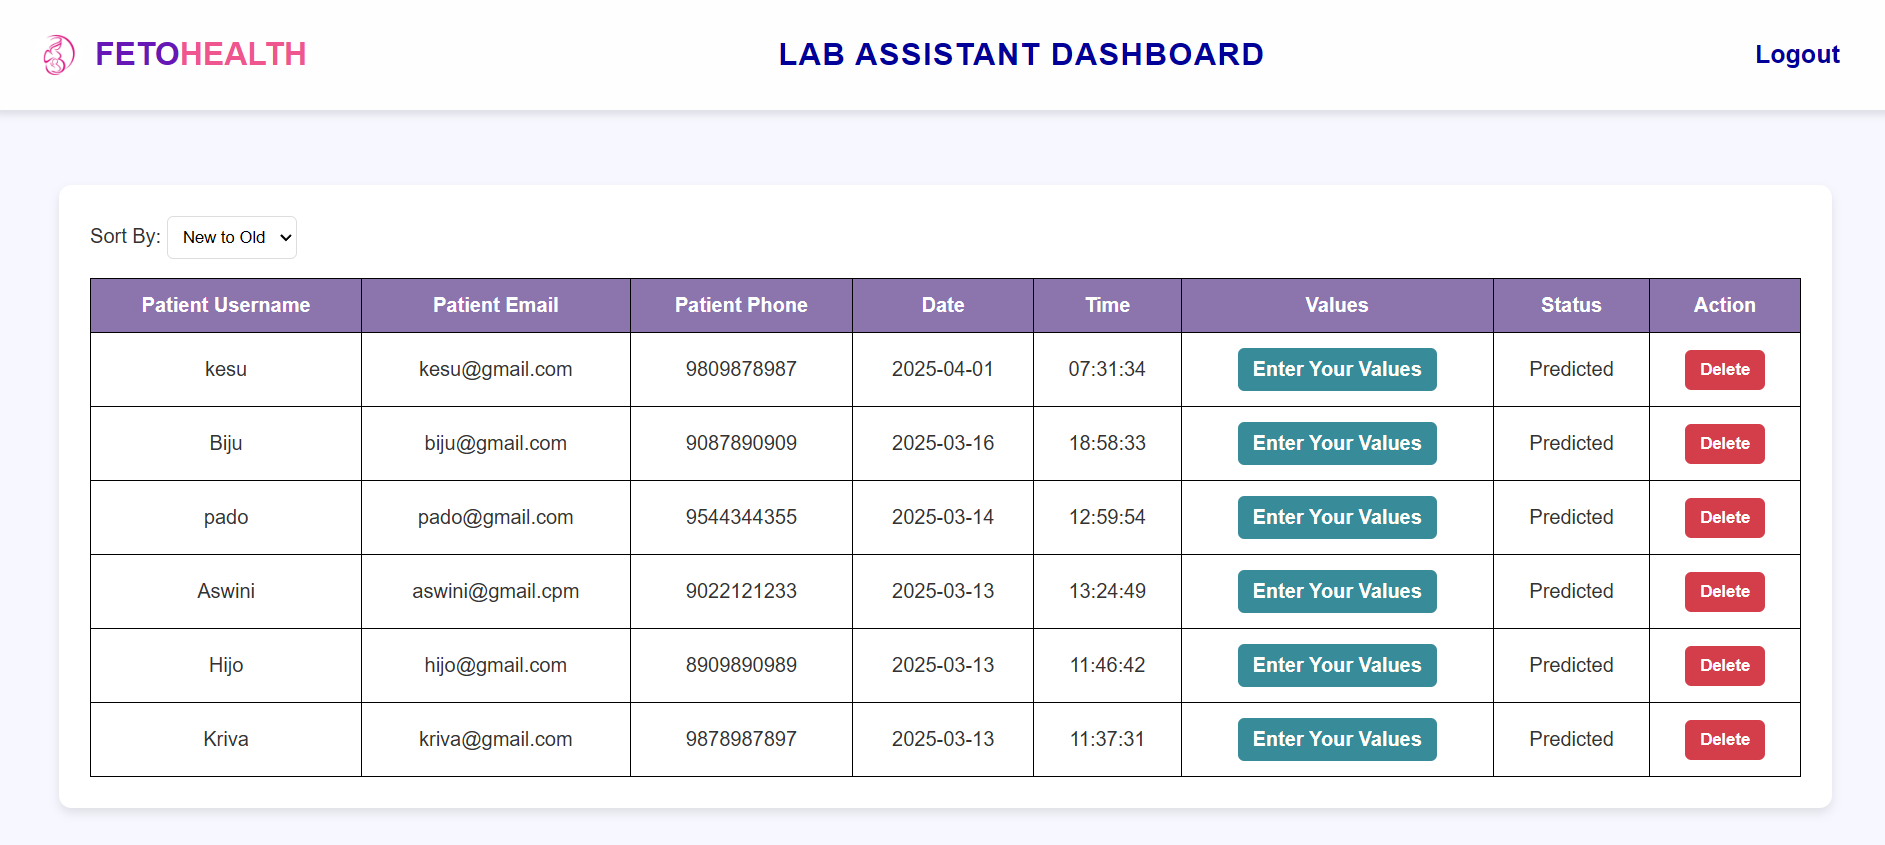 FETOHEALTH
LAB ASSISTANT DASHBOARD
Logout
Sort By: New to Old
Patient Username Patient Email Patient Phone Date Time Values Status Action
kesu kesu@gmail.com 9809878987 2025-04-01 07:31:34 Enter Your Values Predicted Delete
Biju biju@gmail.com 9087890909 2025-03-16 18:58:33 Enter Your Values Predicted Delete
pado pado@gmail.com 9544344355 2025-03-14 12:59:54 Enter Your Values Predicted Delete
Aswini aswini@gmail.cpm 9022121233 2025-03-13 13:24:49 Enter Your Values Predicted Delete
Hijo hijo@gmail.com 8909890989 2025-03-13 11:46:42 Enter Your Values Predicted Delete
Kriva kriva@gmail.com 9878987897 2025-03-13 11:37:31 Enter Your Values Predicted Delete